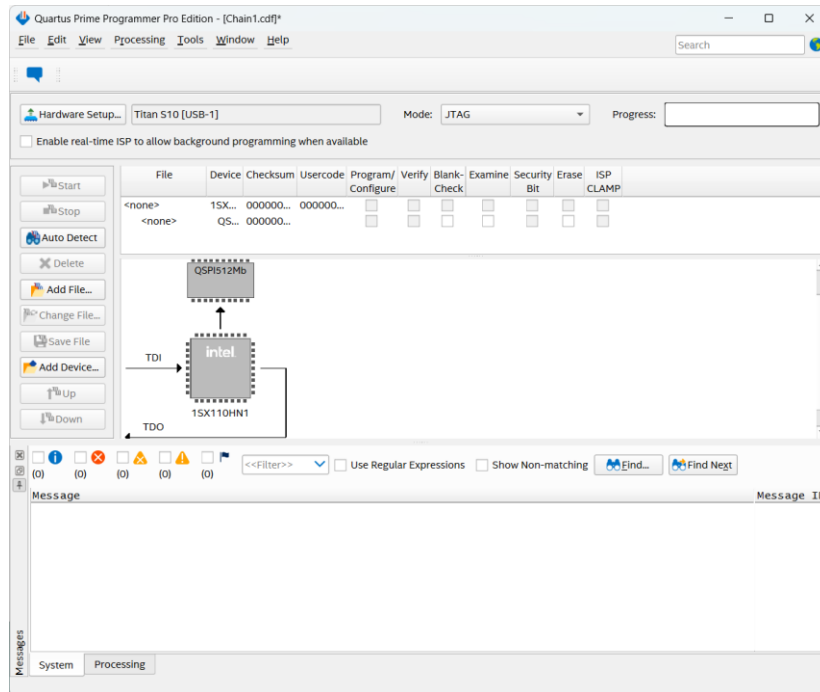 Quartus Prime Programmer Pro Edition - [Chain1.cdf]*
File Edit View Processing Tools Window Help
Search
Hardware Setup... Titan S10 [USB-1] Mode: JTAG Progress:
Enable real-time ISP to allow background programming when available
File Device Checksum Usercode Program/ Verify Blank- Examine Security Erase ISP
Configure Check Bit CLAMP
<none> 1SX... 000000... 000000...
<none> QS... 000000...
Start
Stop
Auto Detect
Delete
Add File...
Change File...
Save File
Add Device...
Up
Down
QSPI512Mb
intel
TDI
1SX110HN1
TDO
(0) (0) (0) (0) (0)
<<Filter>> Use Regular Expressions Show Non-matching Find... Find Next
Message Message I
Messages
System Processing